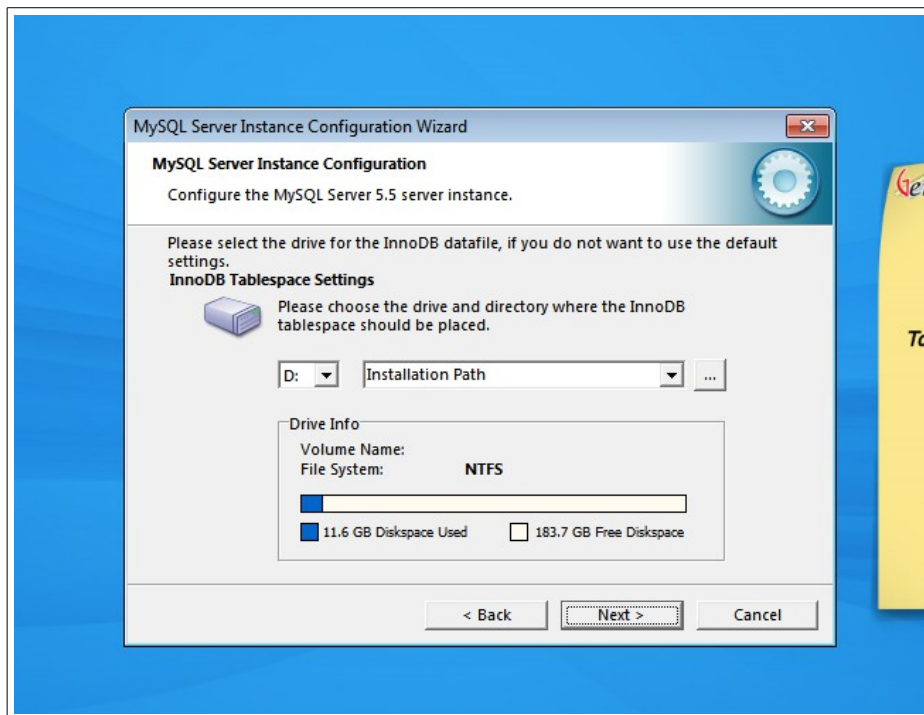 MySQL Server Instance Configuration Wizard
MySQL Server Instance Configuration
Configure the MySQL Server 5.5 server instance.
Please select the drive for the InnoDB datafile, if you do not want to use the default
settings.
InnoDB Tablespace Settings
Please choose the drive and directory where the InnoDB
tablespace should be placed.
D: Installation Path ...
Drive Info
Volume Name:
File System: NTFS
11.6 GB Diskspace Used 183.7 GB Free Diskspace
< Back Next > Cancel